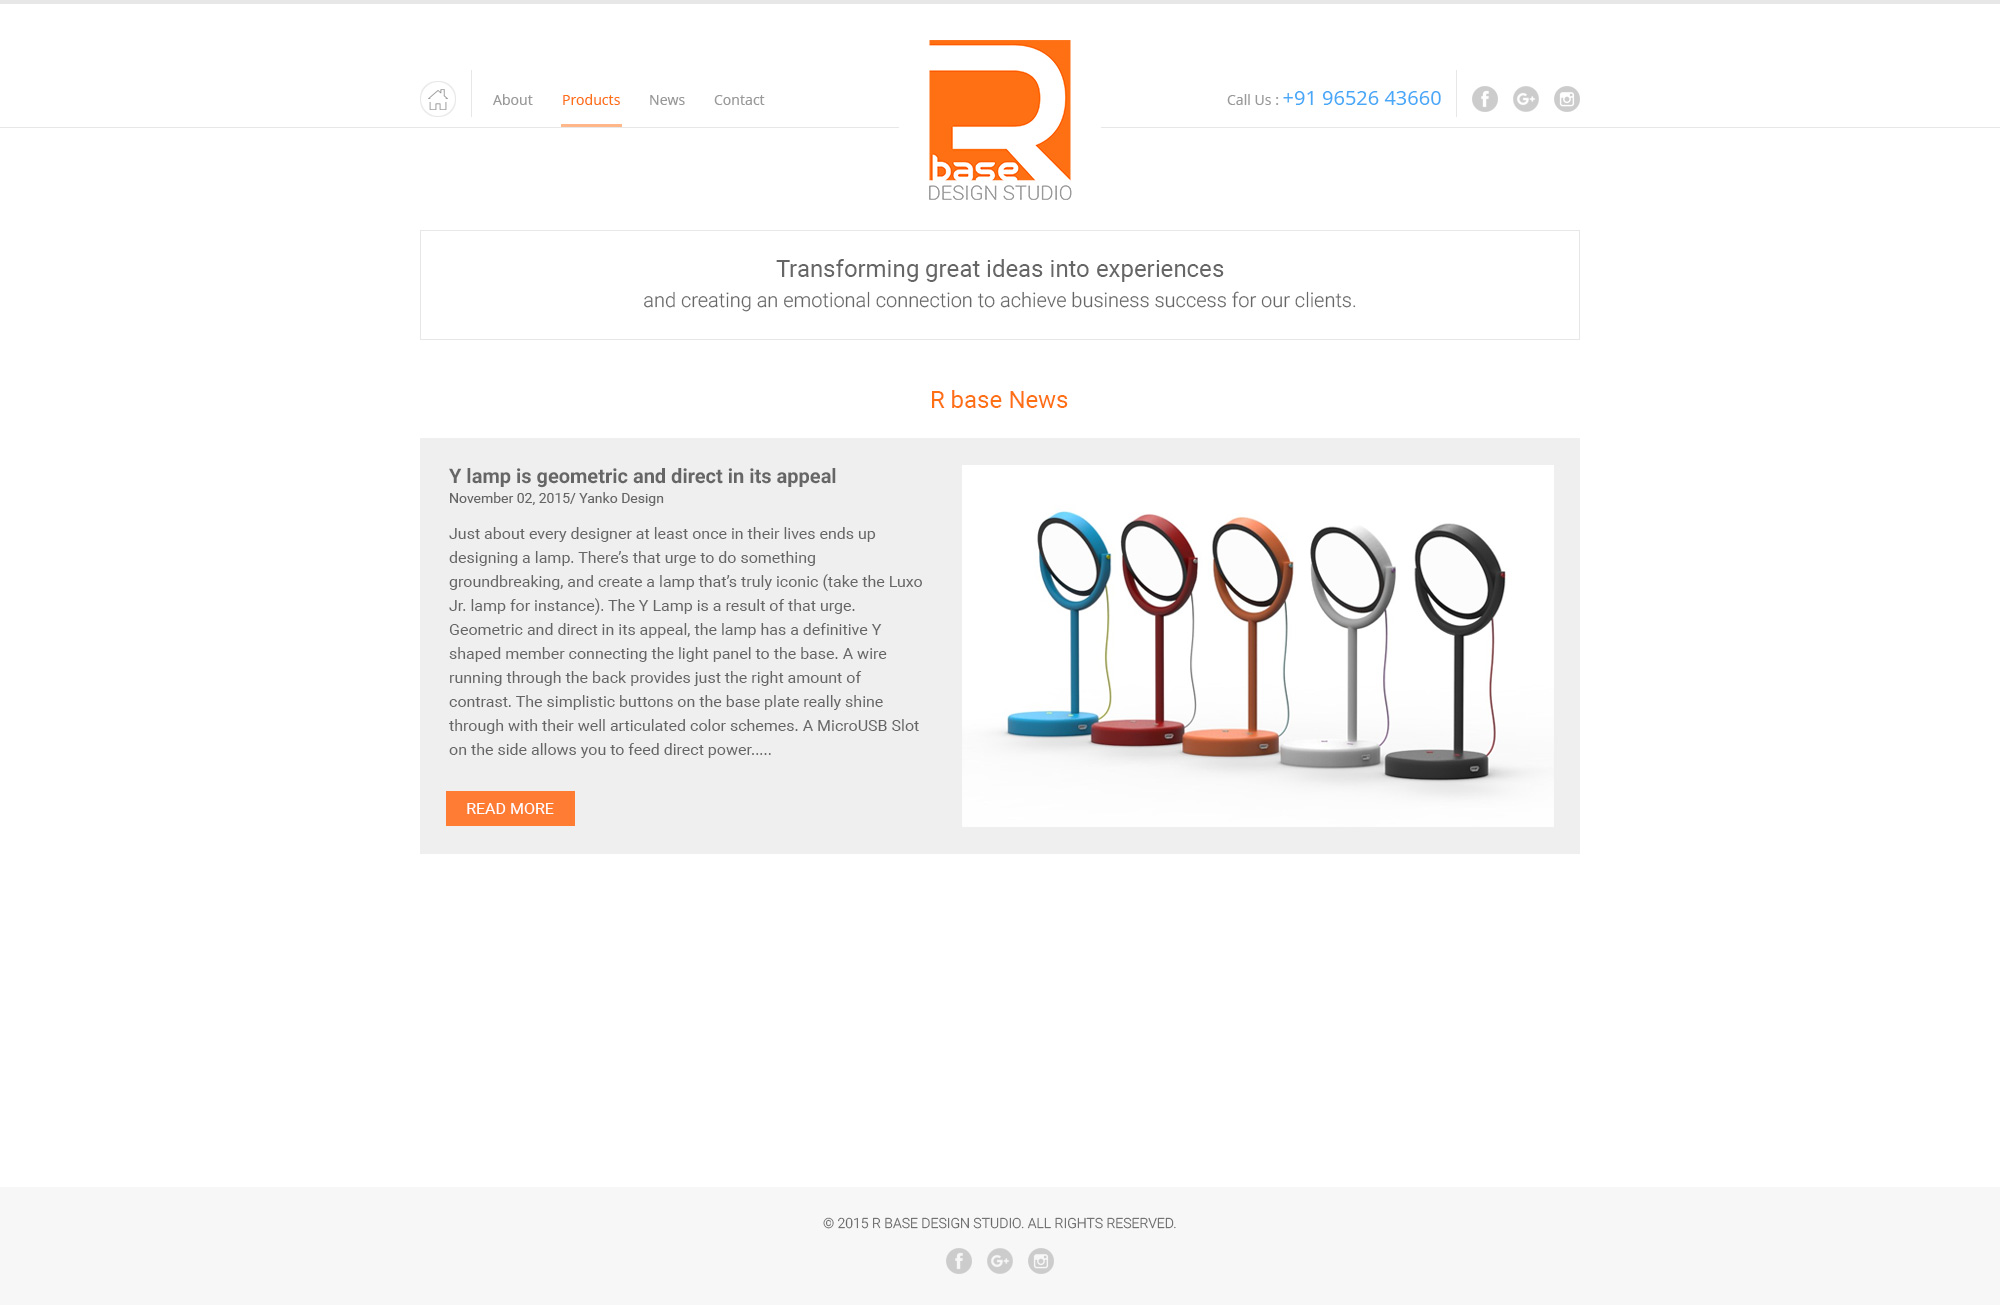 About Products News Contact
R
base
DESIGN STUDIO
Call Us : +91 96526 43660
Transforming great ideas into experiences
and creating an emotional connection to achieve business success for our clients.
R base News
Y lamp is geometric and direct in its appeal
November 02, 2015/ Yanko Design
Just about every designer at least once in their lives ends up
designing a lamp. There’s that urge to do something
groundbreaking, and create a lamp that’s truly iconic (take the Luxo
Jr. lamp for instance). The Y Lamp is a result of that urge.
Geometric and direct in its appeal, the lamp has a definitive Y
shaped member connecting the light panel to the base. A wire
running through the back provides just the right amount of
contrast. The simplistic buttons on the base plate really shine
through with their well articulated color schemes. A MicroUSB Slot
on the side allows you to feed direct power.....
READ MORE
© 2015 R BASE DESIGN STUDIO. ALL RIGHTS RESERVED.